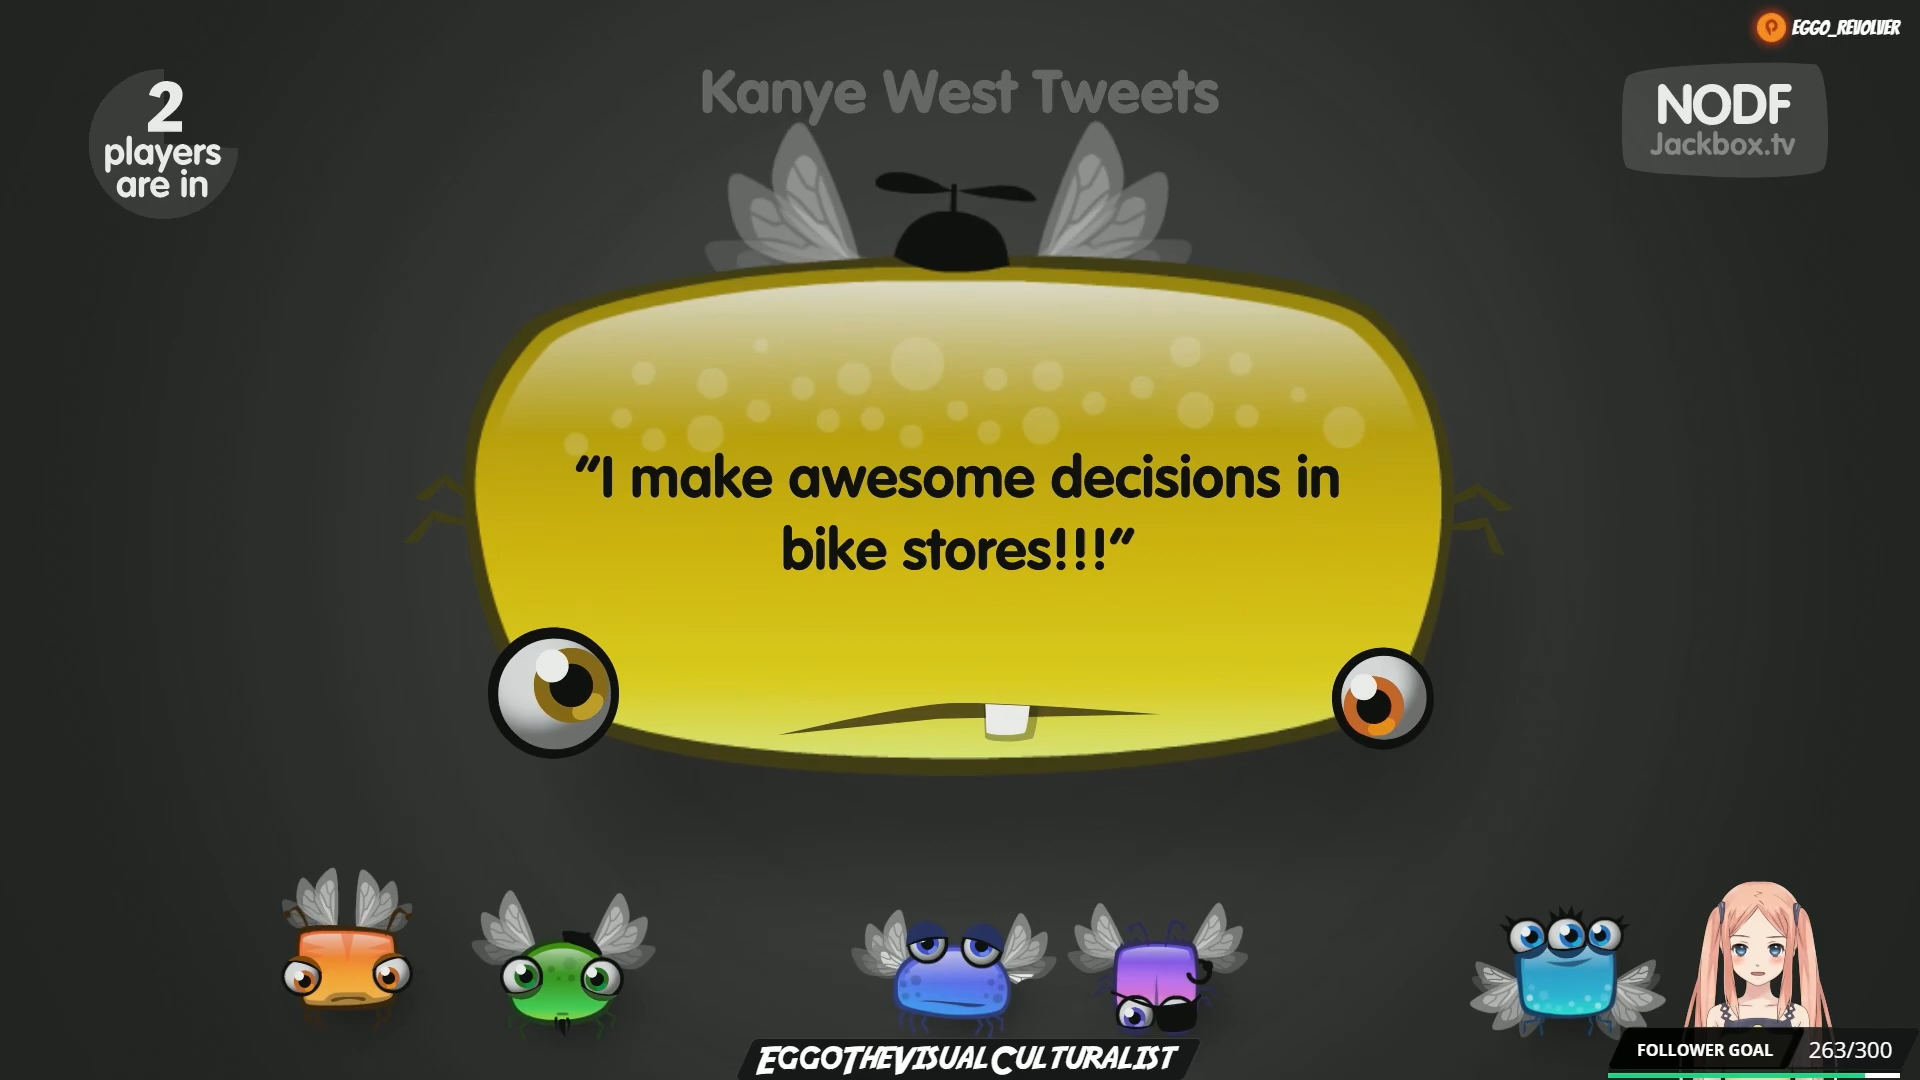 EGGO_REVOLVER
2
players
are in
Kanye West Tweets
NODF
Jackbox.tv
"I make awesome decisions in
bike stores!!!"
EGGOTHEVISUALCULTURALIST
FOLLOWER GOAL 263/300